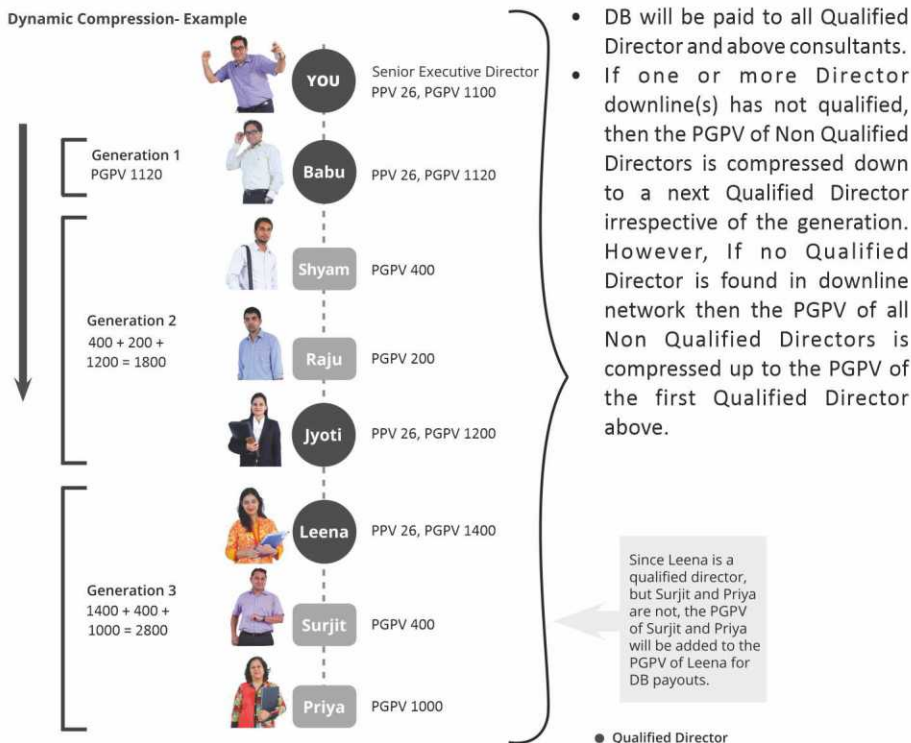 Dynamic Compression- Example
YOU
Senior Executive Director
PPV 26, PGPV 1100
Generation 1
PGPV 1120
Babu
PPV 26, PGPV 1120
Generation 2
400 + 200 +
1200 = 1800
Shyam
PGPV 400
Raju
PGPV 200
Jyoti
PPV 26, PGPV 1200
Generation 3
1400 + 400 +
1000 = 2800
Leena
PPV 26, PGPV 1400
Surjit
PGPV 400
Priya
PGPV 1000
• DB will be paid to all Qualified
Director and above consultants.
• If one or more Director
downline(s) has not qualified,
then the PGPV of Non Qualified
Directors is compressed down
to a next Qualified Director
irrespective of the generation.
However, If no Qualified
Director is found in downline
network then the PGPV of all
Non Qualified Directors is
compressed up to the PGPV of
the first Qualified Director
above.
Since Leena is a
qualified director,
but Surjit and Priya
are not, the PGPV
of Surjit and Priya
will be added to the
PGPV of Leena for
DB payouts.
● Qualified Director